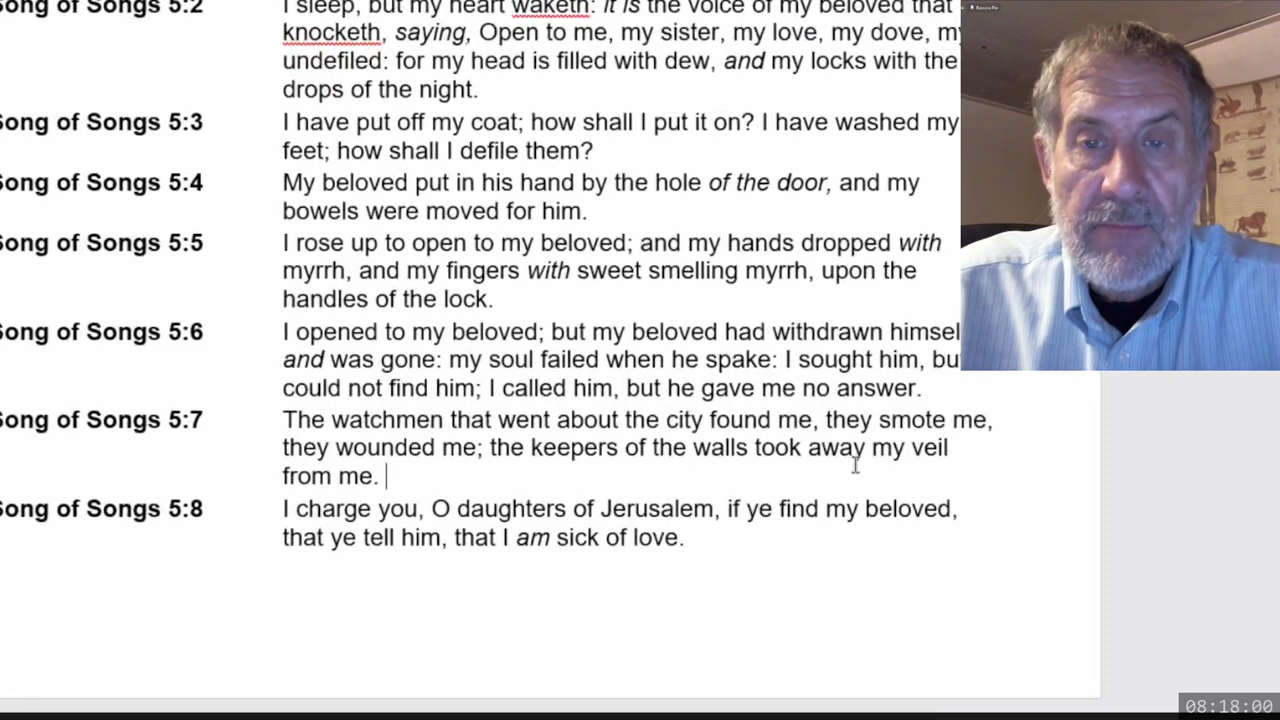 Song of Songs 5:2 I sleep, but my heart waketh: it is the voice of my beloved that
knocketh, saying, Open to me, my sister, my love, my dove, my
undefiled: for my head is filled with dew, and my locks with the
drops of the night.
Song of Songs 5:3 I have put off my coat; how shall I put it on? I have washed my
feet; how shall I defile them?
Song of Songs 5:4 My beloved put in his hand by the hole of the door, and my
bowels were moved for him.
Song of Songs 5:5 I rose up to open to my beloved; and my hands dropped with
myrrh, and my fingers with sweet smelling myrrh, upon the
handles of the lock.
Song of Songs 5:6 I opened to my beloved; but my beloved had withdrawn himsel
and was gone: my soul failed when he spake: I sought him, bu
could not find him; I called him, but he gave me no answer.
Song of Songs 5:7 The watchmen that went about the city found me, they smote me,
they wounded me; the keepers of the walls took away my veil
from me.
Song of Songs 5:8 I charge you, O daughters of Jerusalem, if ye find my beloved,
that ye tell him, that I am sick of love.
08:18:00